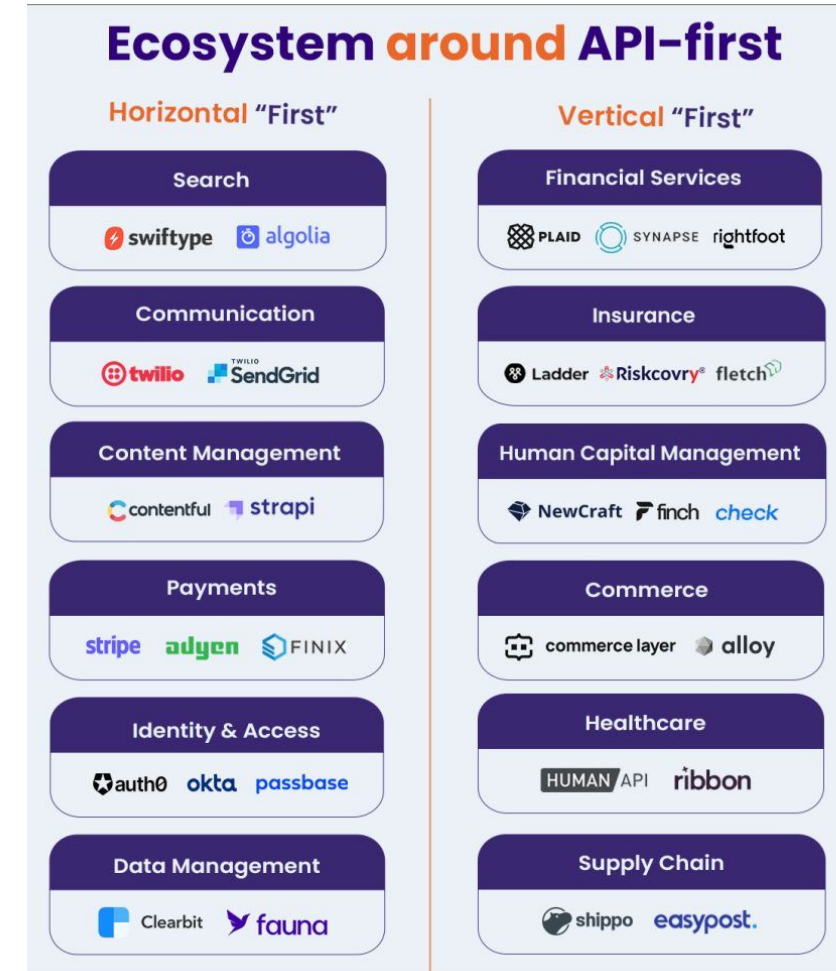 Ecosystem around API-first
Horizontal “First”
Search
swiftype algolia
Communication
twilio TWILIO SendGrid
Content Management
contentful strapi
Payments
stripe adyen FINIX
Identity & Access
auth0 okta passbase
Data Management
Clearbit fauna
Vertical “First”
Financial Services
PLAID SYNAPSE rightfoot
Insurance
Ladder Riskcovry® fletch
Human Capital Management
NewCraft finch check
Commerce
commerce layer alloy
Healthcare
HUMAN API ribbon
Supply Chain
shippo easypost.